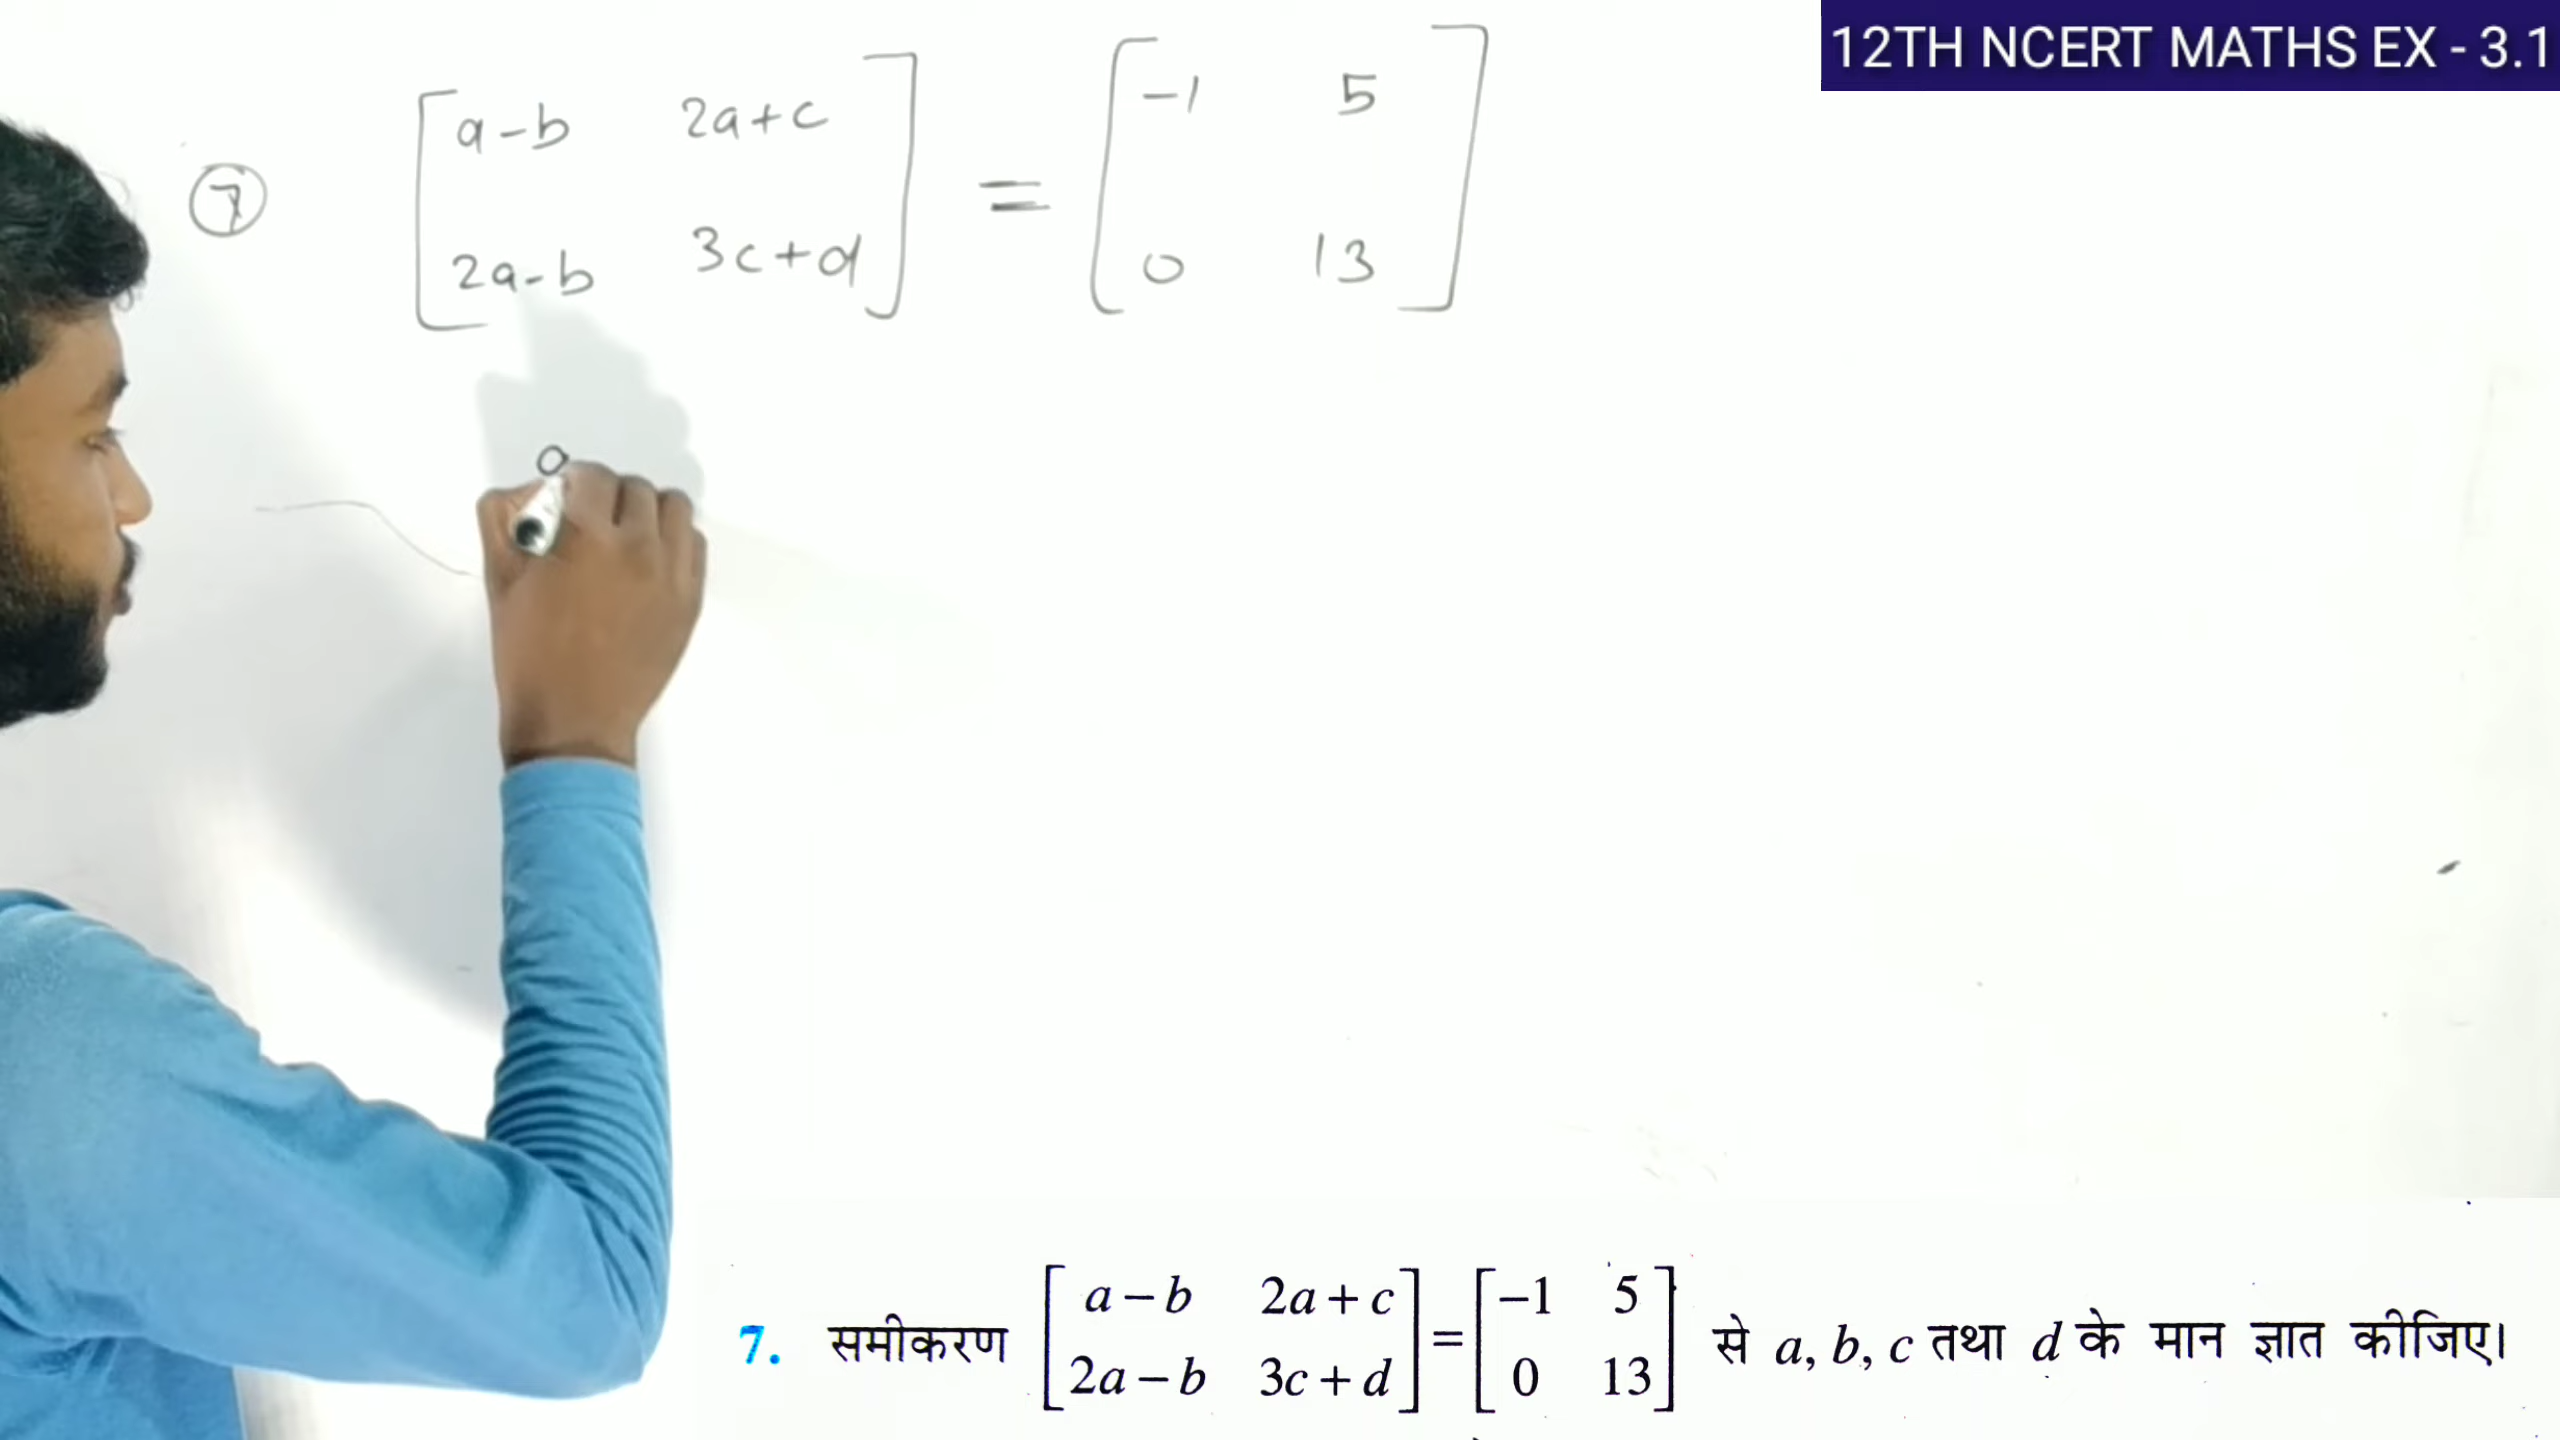 12TH NCERT MATHS EX - 3.1
⑦ [a-b 2a+c
2a-b 3c+d] = [-1 5
0 13]
a
7. समीकरण [a-b 2a+c
2a-b 3c+d] = [-1 5
0 13] से a, b, c तथा d के मान ज्ञात कीजिए।